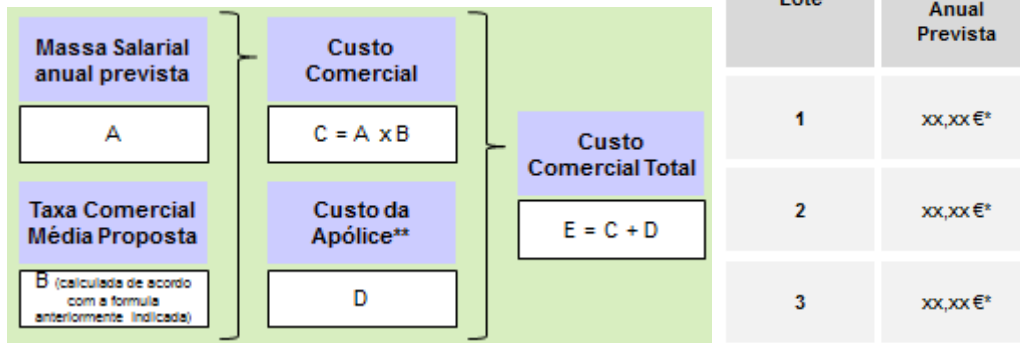 Massa Salarial
anual prevista
A
Taxa Comercial
Média Proposta
B (calculada de acordo
com a formula
anteriormente indicada)
Custo
Comercial
C = A x B
Custo da
Apólice**
D
Custo
Comercial Total
E = C + D
Lote
Anual
Prevista
1
xx,xx €*
2
xx,xx €*
3
xx,xx €*